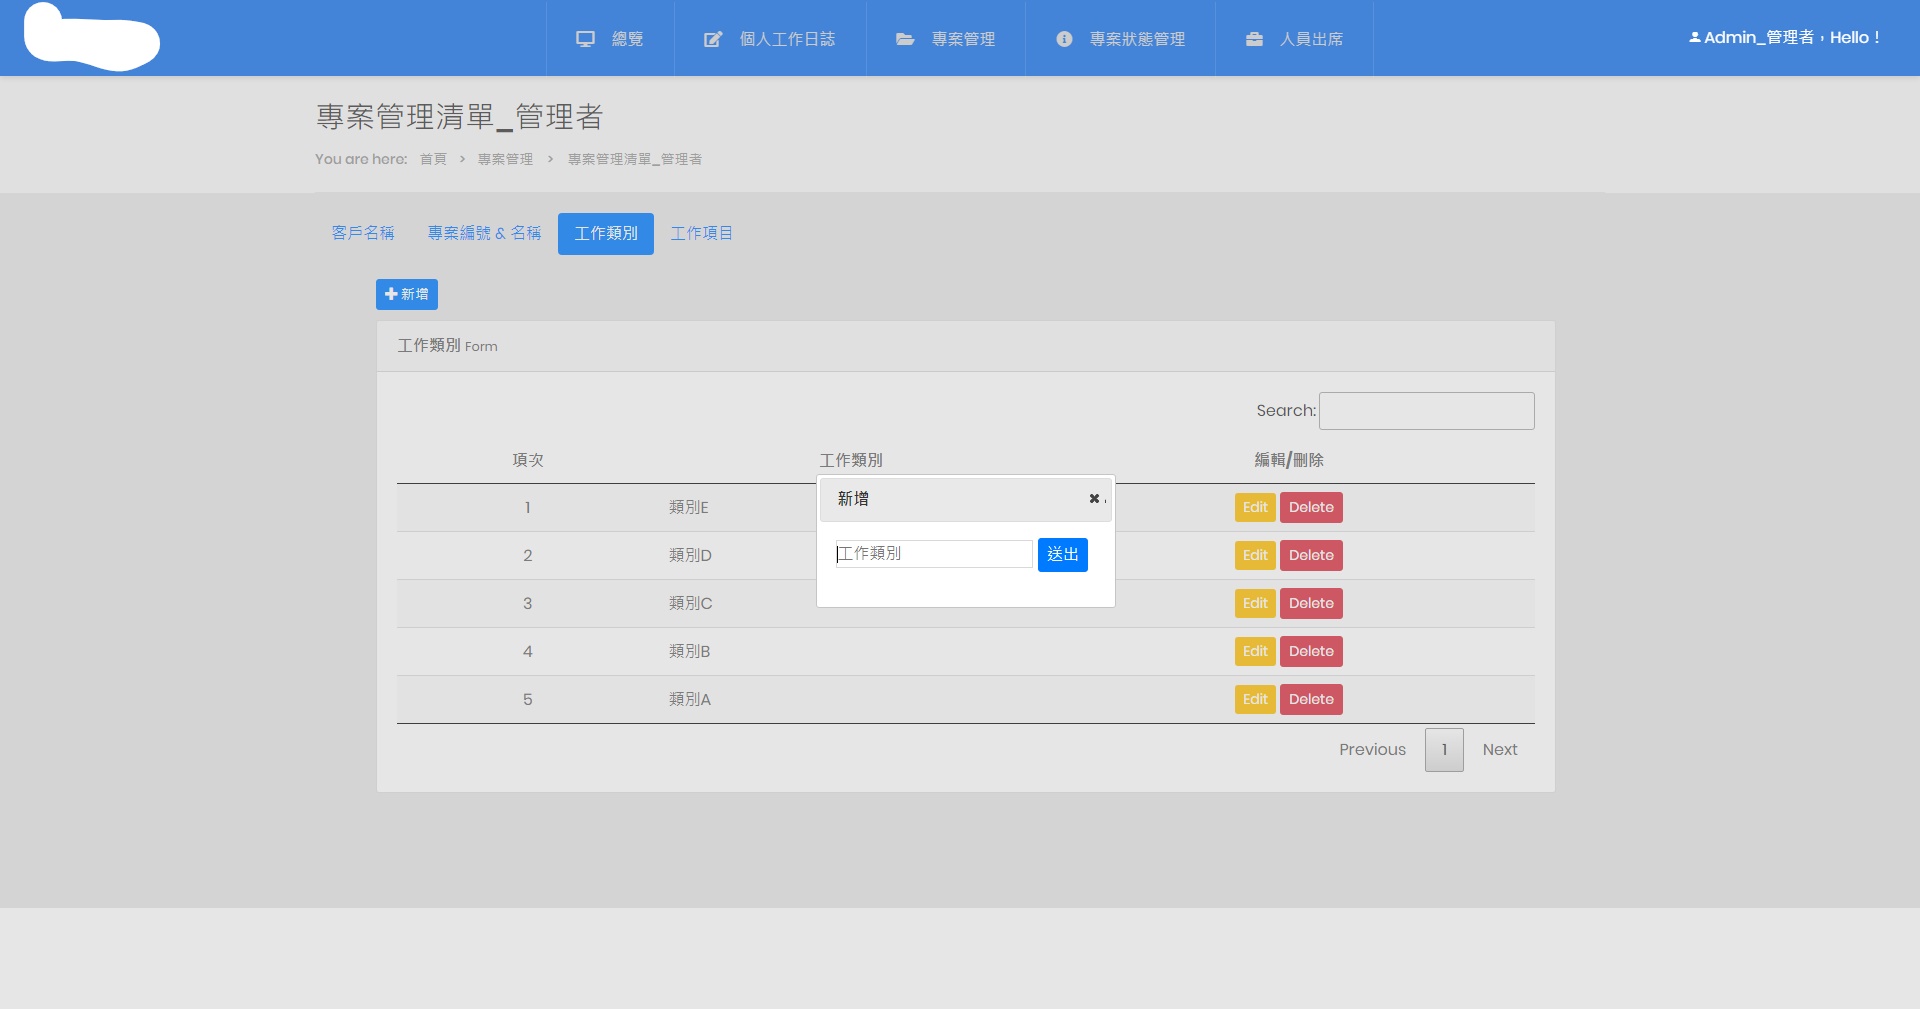 總覽
個人工作日誌
專案管理
專案狀態管理
人員出席
Admin_管理者，Hello！
專案管理清單_管理者
You are here: 首頁 > 專案管理 > 專案管理清單_管理者
客戶名稱
專案編號 & 名稱
工作類別
工作項目
新增
工作類別 Form
Search:
項次 工作類別 編輯/刪除
1 類別E Edit Delete
2 類別D Edit Delete
3 類別C Edit Delete
4 類別B Edit Delete
5 類別A Edit Delete
Previous 1 Next
新增
工作類別 送出